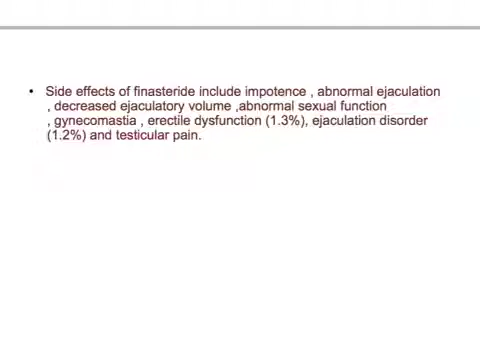 • Side effects of finasteride include impotence , abnormal ejaculation
, decreased ejaculatory volume ,abnormal sexual function
, gynecomastia , erectile dysfunction (1.3%), ejaculation disorder
(1.2%) and testicular pain.